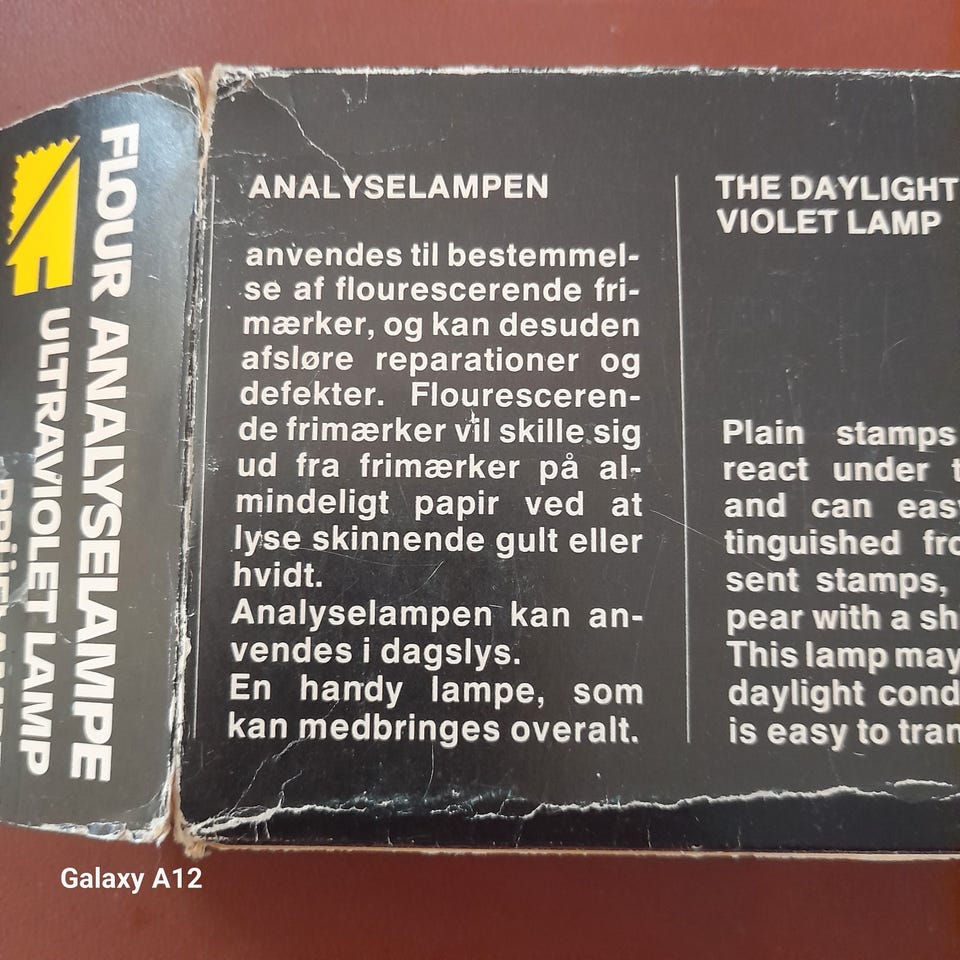 FLOUR ANALYSELAMPE
ULTRAVIOLET LAMP
ANALYSELAMPEN
anvendes til bestemmel-
se af flourescerende fri-
mærker, og kan desuden
afsløre reparationer og
defekter. Flouresceren-
de frimærker vil skille sig
ud fra frimærker på al-
mindeligt papir ved at
lyse skinnende gult eller
hvidt.
Analyselampen kan an-
vendes i dagslys.
En handy lampe, som
kan medbringes overalt.
THE DAYLIGHT
VIOLET LAMP
Plain stamps
react under
and can
tinguished
sent stamps,
pear with a
This lamp may
daylight
is easy to
Galaxy A12